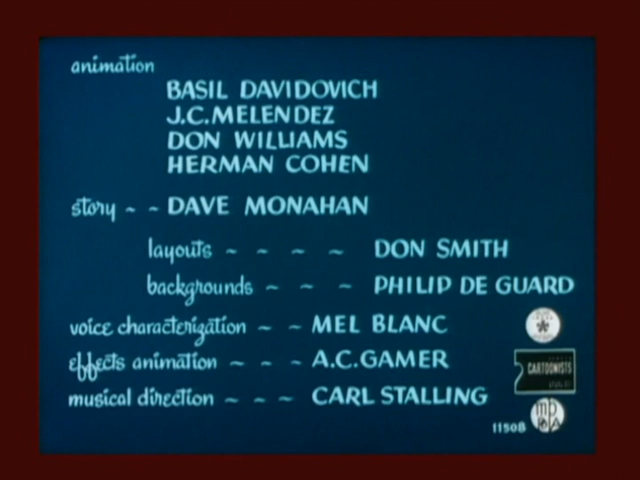 animation
BASIL DAVIDOVICH
J.C. MELENDEZ
DON WILLIAMS
HERMAN COHEN
story ~ ~ DAVE MONAHAN
layouts ~ ~ ~ ~ DON SMITH
backgrounds ~ ~ ~ PHILIP DE GUARD
voice characterization ~ ~ MEL BLANC
effects animation ~ ~ ~ A.C. GAMER
CARTOONISTS
musical direction ~ ~ ~ CARL STALLING
11508